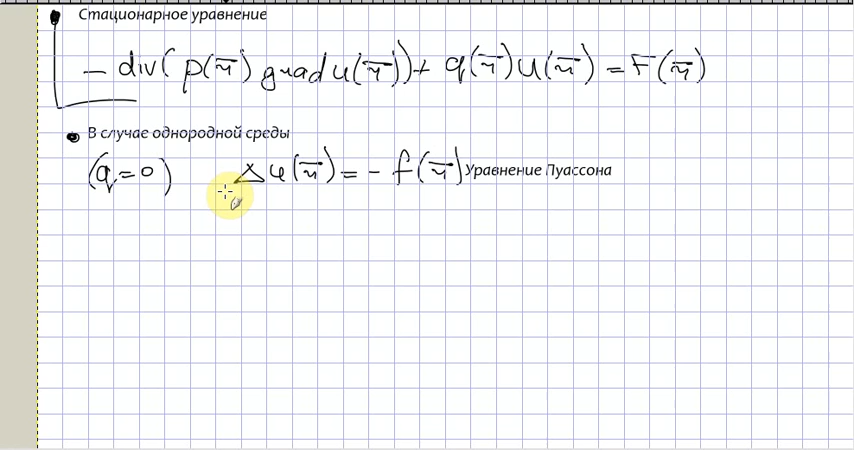 Стационарное уравнение
- div( p(r̅) grad u(r̅)) + q(r̅) u(r̅) = F(r̅)
В случае однородной среды
(q = 0) Δu(r̅) = - f(r̅) Уравнение Пуассона